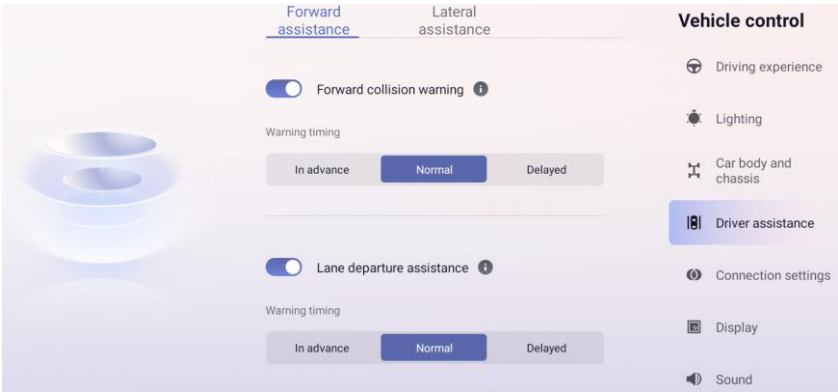 Forward
assistance
Lateral
assistance
Forward collision warning
Warning timing
In advance
Normal
Delayed
Lane departure assistance
Warning timing
In advance
Normal
Delayed
Vehicle control
Driving experience
Lighting
Car body and
chassis
Driver assistance
Connection settings
Display
Sound